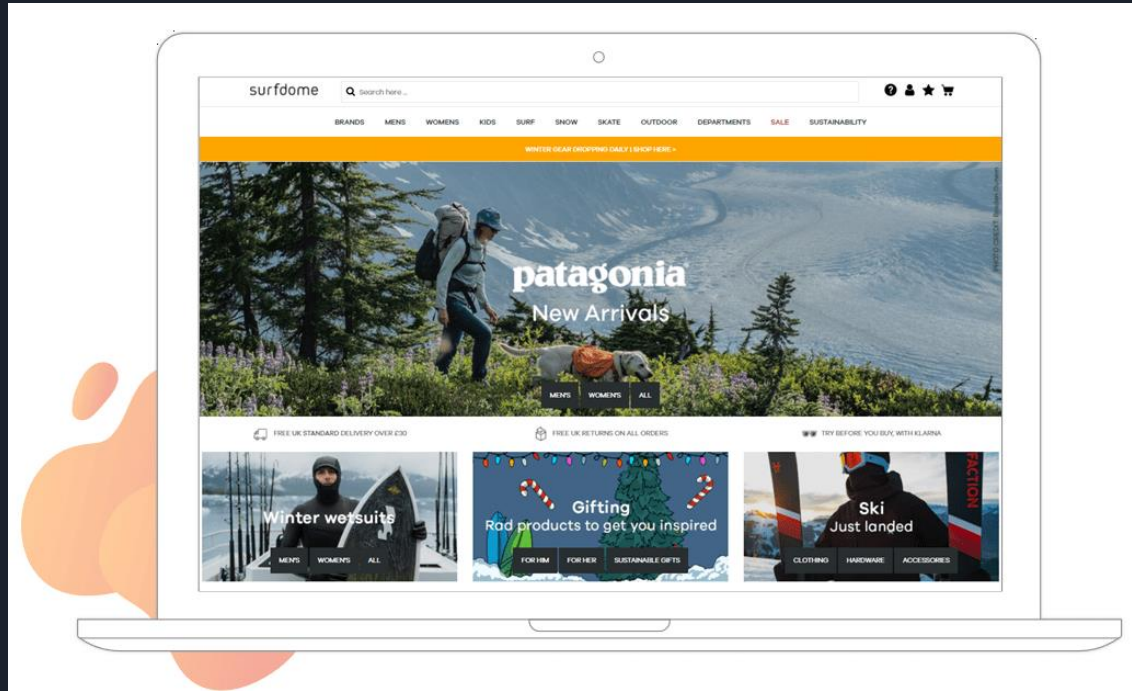 surfdome
Search here ...
BRANDS MENS WOMENS KIDS SURF SNOW SKATE OUTDOOR DEPARTMENTS SALE SUSTAINABILITY
WINTER GEAR DROPPING DAILY | SHOP HERE »
patagonia
New Arrivals
MEN'S WOMEN'S ALL
FREE UK STANDARD DELIVERY OVER £30 FREE UK RETURNS ON ALL ORDERS TRY BEFORE YOU BUY, WITH KLARNA
Winter wetsuits
MEN'S WOMEN'S ALL
Gifting
Rad products to get you inspired
FOR HIM FOR HER SUSTAINABLE GIFTS
FACTION
Ski
Just landed
CLOTHING HARDWARE ACCESSORIES